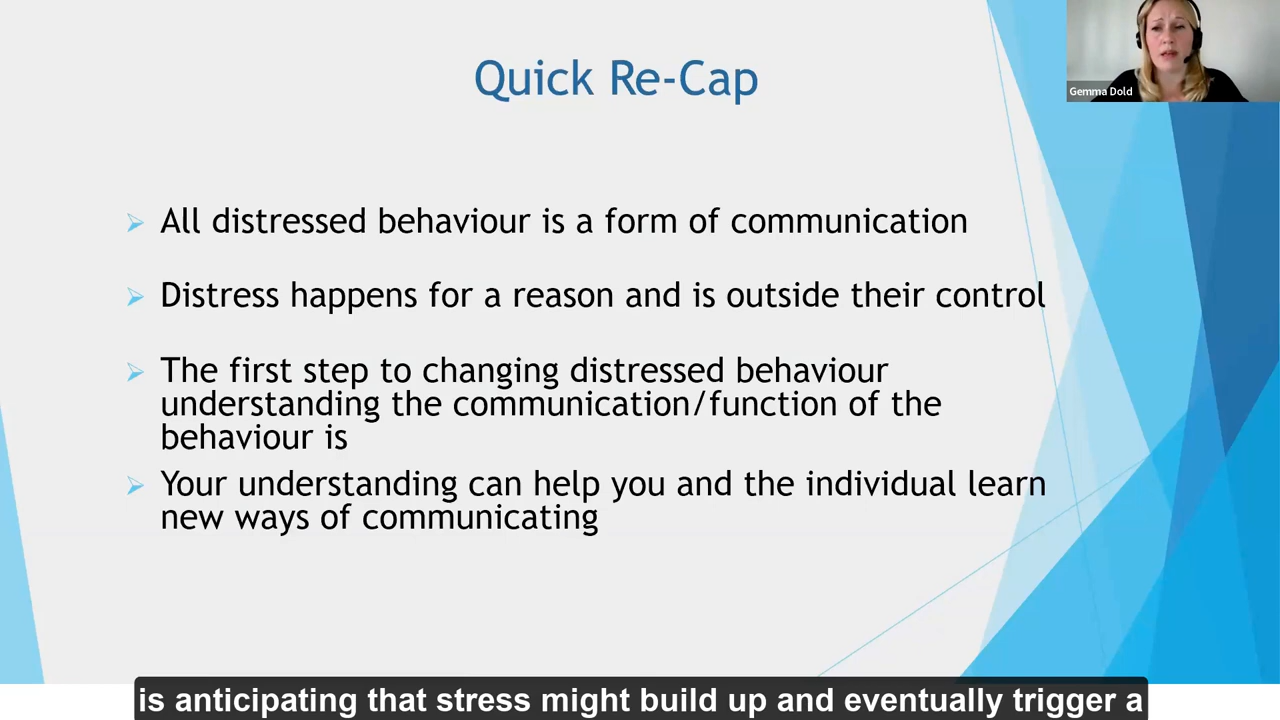 Quick Re-Cap
Gemma Dold
All distressed behaviour is a form of communication
Distress happens for a reason and is outside their control
The first step to changing distressed behaviour
understanding the communication/function of the
behaviour is
Your understanding can help you and the individual learn
new ways of communicating
is anticipating that stress might build up and eventually trigger a